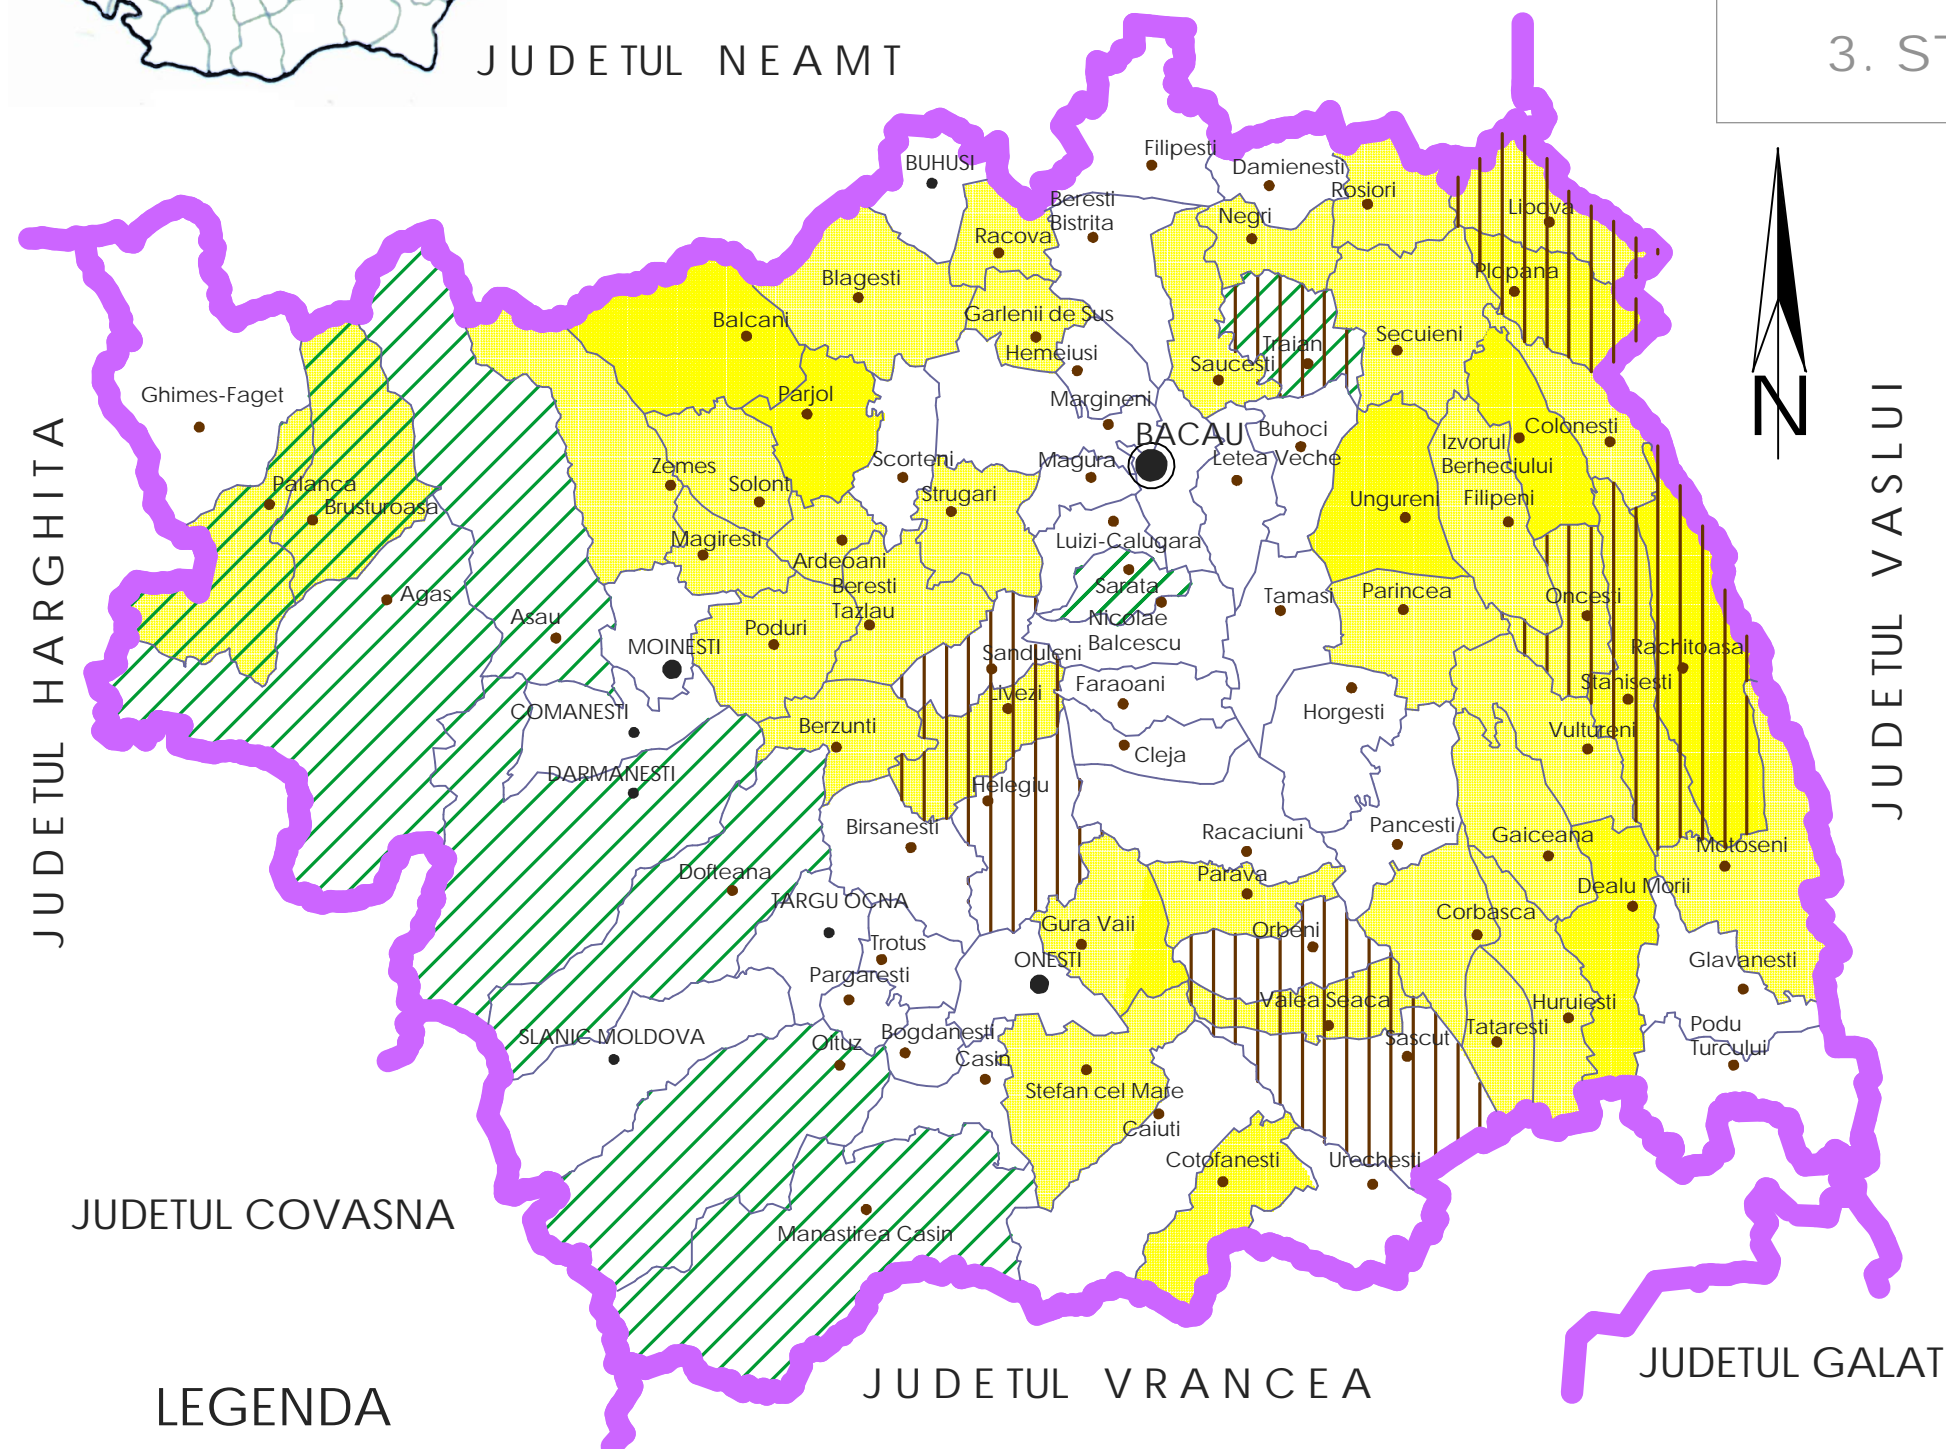 JUDETUL NEAMT
3. ST
BUHUSI
Filipesti
Damienesti
Rosiori
Beresti
Bistrita
Negri
Libova
Racova
Blagesti
Plopana
Garlenii de Sus
Balcani
Hemeiusi
Traian
Secuieni
Saucesti
Ghimes-Faget
Parjol
Margineni
N
BACAU
Buhoci
Colonesti
Izvorul
Berheciului
Scorteni
Magura
Letea Veche
Zemes
Solont
Strugari
Palanca
Brusturoasa
Ungureni
Filipeni
Magiresti
Ardeoani
Luizi-Calugara
Beresti
Tazlau
Sarata
Agas
Asau
Nicolae
Balcescu
Tamasi
Parincea
Oncesti
Poduri
MOINESTI
Sanduleni
Rachitoasa
Livezi
Faraoani
Stanisesti
COMANESTI
Berzunti
Horgesti
Vultureni
Cleja
DARMANESTI
Helegiu
Birsanesti
Racaciuni
Pancesti
Gaiceana
Motoseni
Dofteana
Parava
Dealu Morii
TARGU OCNA
Corbasca
Gura Vaii
Orbeni
Trotus
ONESTI
Glavanesti
Pargaresti
Valea Seaca
Huruiesti
Tataresti
Podu
Turcului
SLANIC MOLDOVA
Oituz
Bogdanesti
Casin
Sascut
Stefan cel Mare
Caiuti
Cotofanesti
Urechesti
Manastirea Casin
JUDETUL HARGHITA
JUDETUL VASLUI
JUDETUL COVASNA
JUDETUL VRANCEA
JUDETUL GALAT
LEGENDA